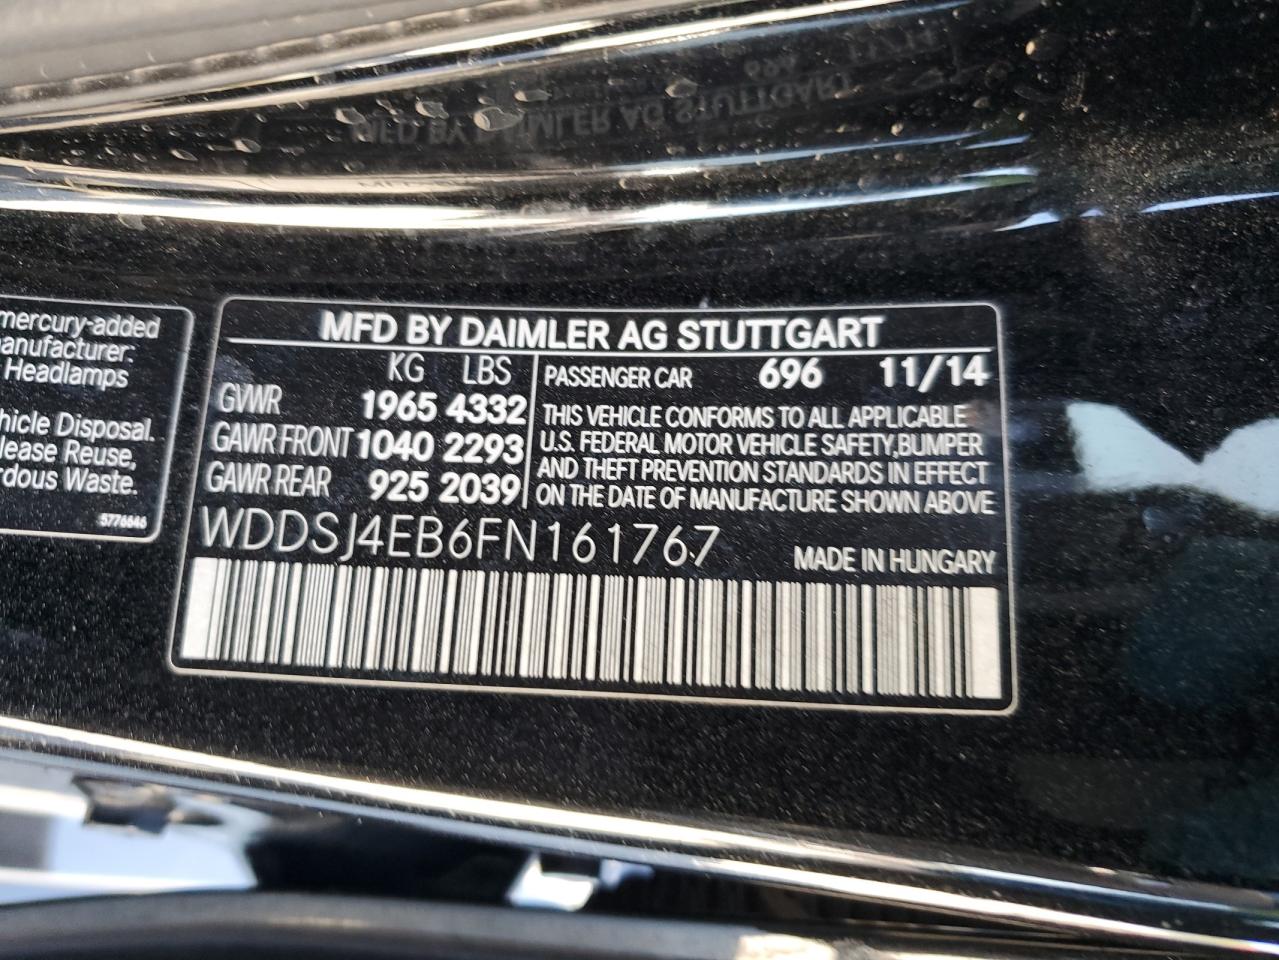 mercury-added
anufacturer.
Headlamps
hicle Disposal.
lease Reuse,
rdous Waste.
5776646
MFD BY DAIMLER AG STUTTGART
KG LBS
GVWR 1965 4332
GAWR FRONT 1040 2293
GAWR REAR 925 2039
PASSENGER CAR 696 11/14
THIS VEHICLE CONFORMS TO ALL APPLICABLE
U.S. FEDERAL MOTOR VEHICLE SAFETY,BUMPER
AND THEFT PREVENTION STANDARDS IN EFFECT
ON THE DATE OF MANUFACTURE SHOWN ABOVE
WDDSJ4EB6FN161767
MADE IN HUNGARY